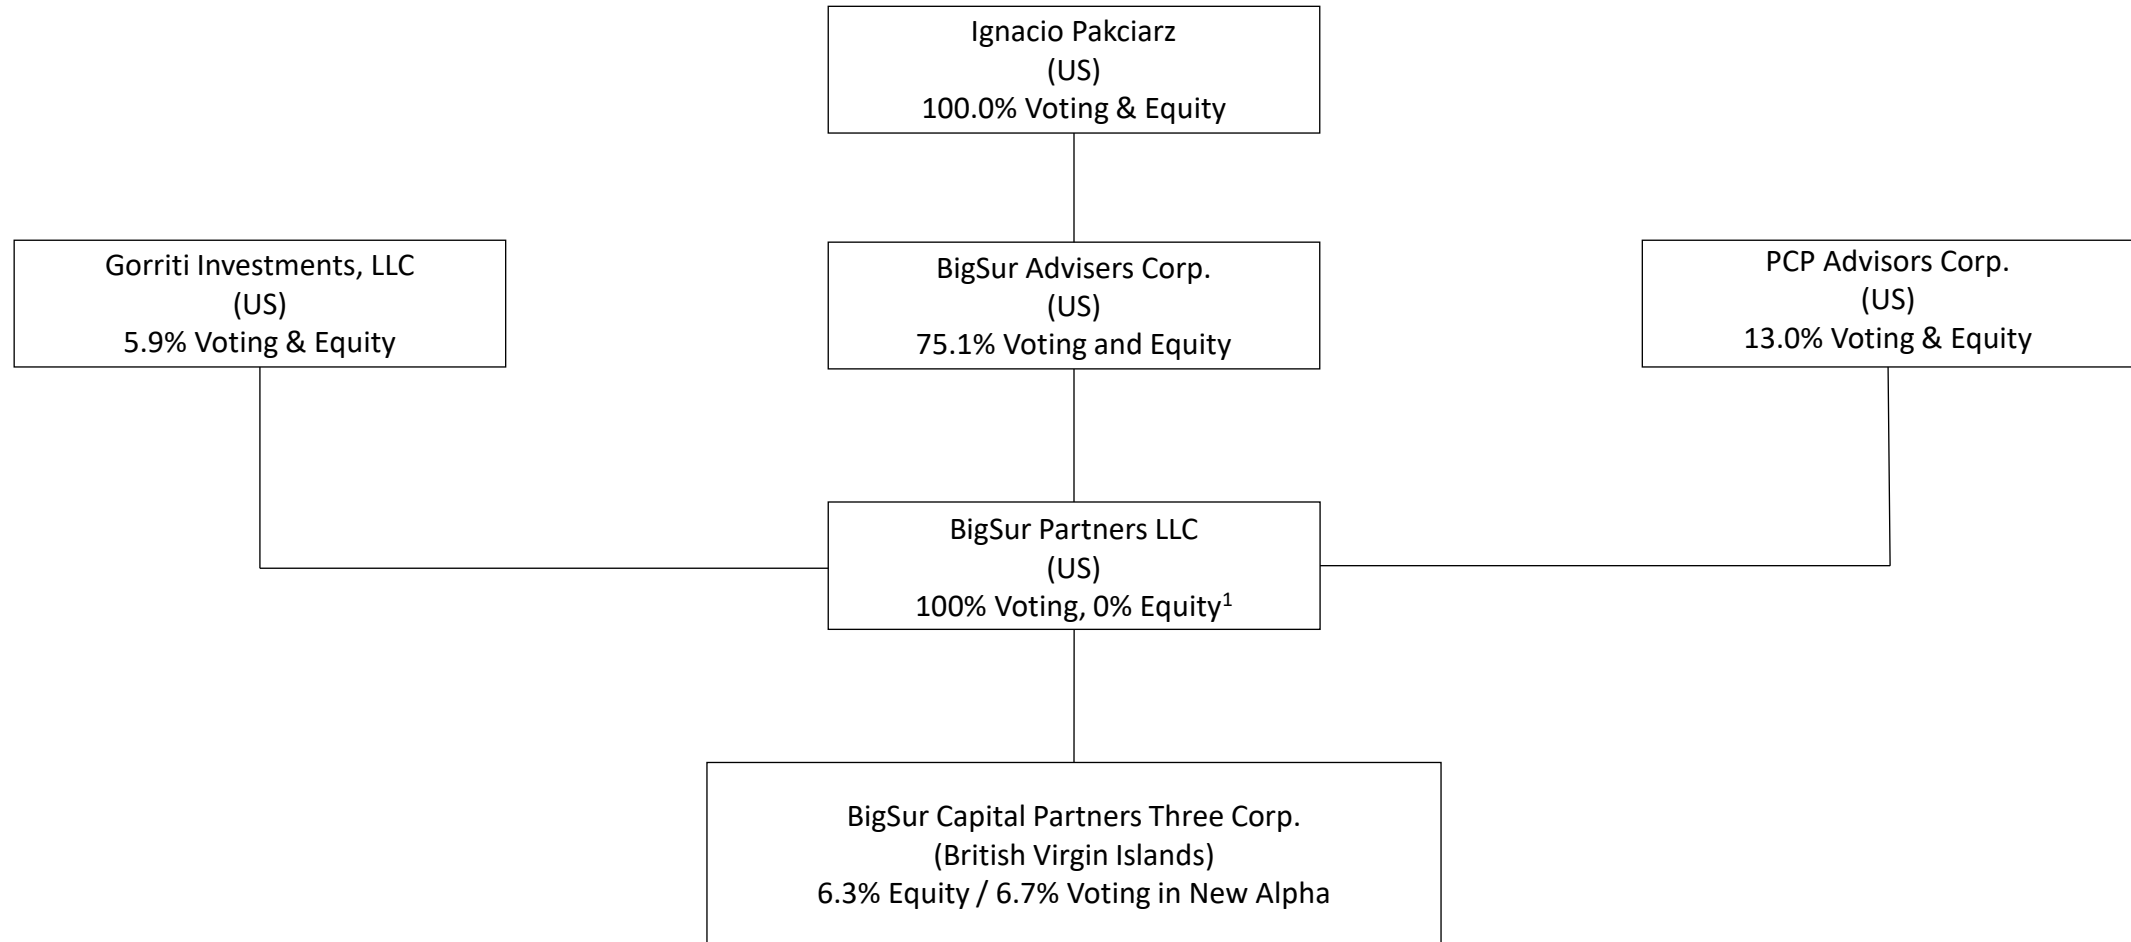 Ignacio Pakciarz
(US)
100.0% Voting & Equity
Gorriti Investments, LLC
(US)
5.9% Voting & Equity
BigSur Advisers Corp.
(US)
75.1% Voting and Equity
PCP Advisors Corp.
(US)
13.0% Voting & Equity
BigSur Partners LLC
(US)
100% Voting, 0% Equity¹
BigSur Capital Partners Three Corp.
(British Virgin Islands)
6.3% Equity / 6.7% Voting in New Alpha